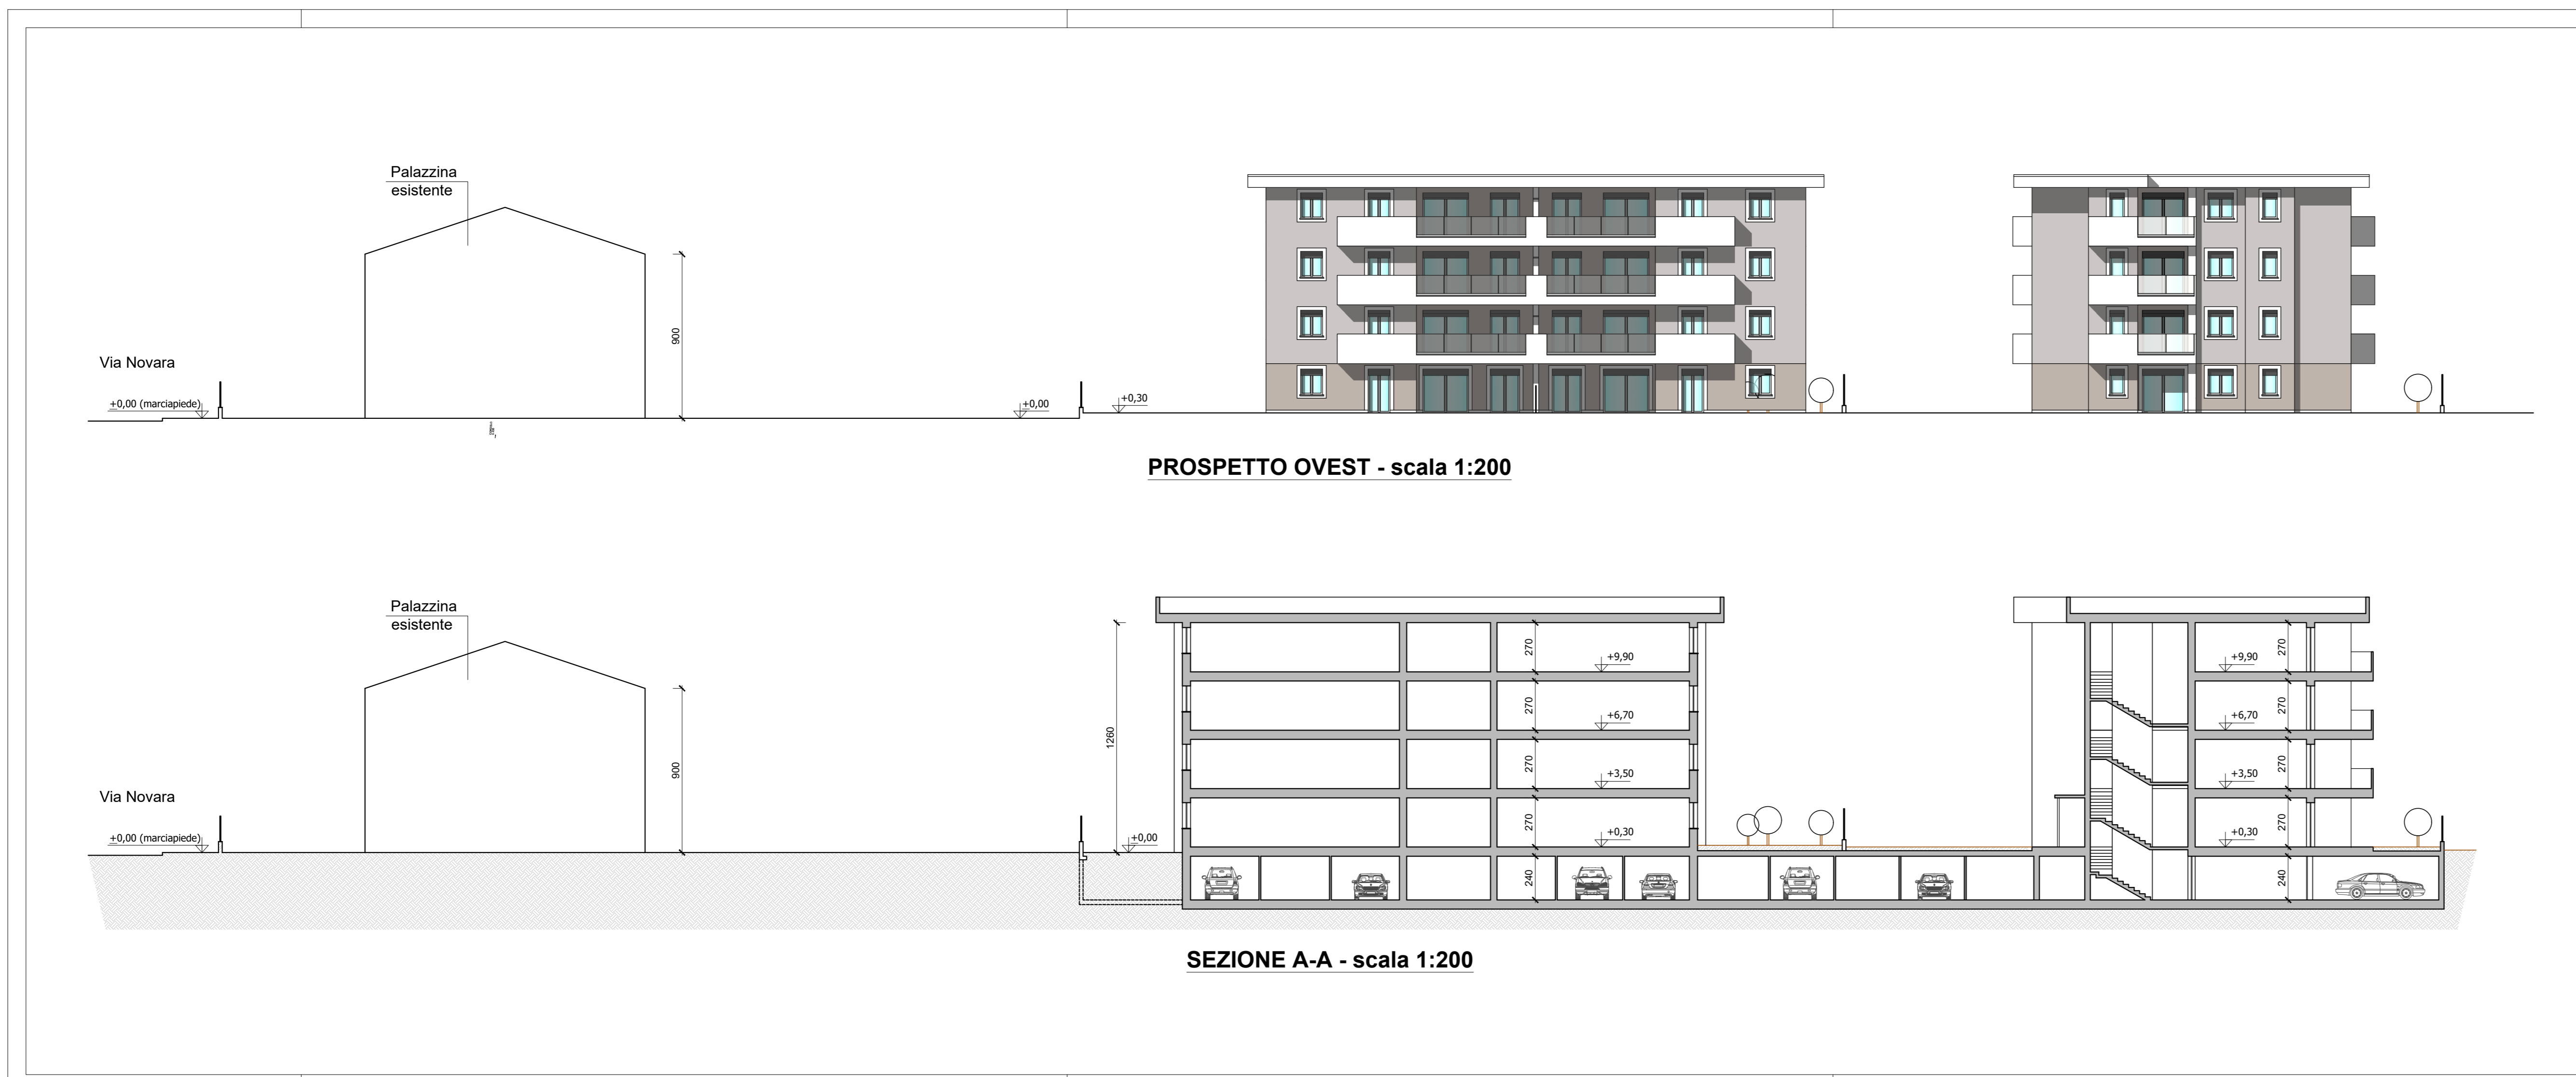 Palazzina
esistente
900
Via Novara
+0,00 (marciapiede)
+0,00
+0,30
PROSPETTO OVEST - scala 1:200
Palazzina
esistente
900
Via Novara
+0,00 (marciapiede)
1260
+0,00
270
+9,90
270
+6,70
270
+3,50
270
+0,30
240
+9,90
270
+6,70
270
+3,50
270
+0,30
270
240
SEZIONE A-A - scala 1:200